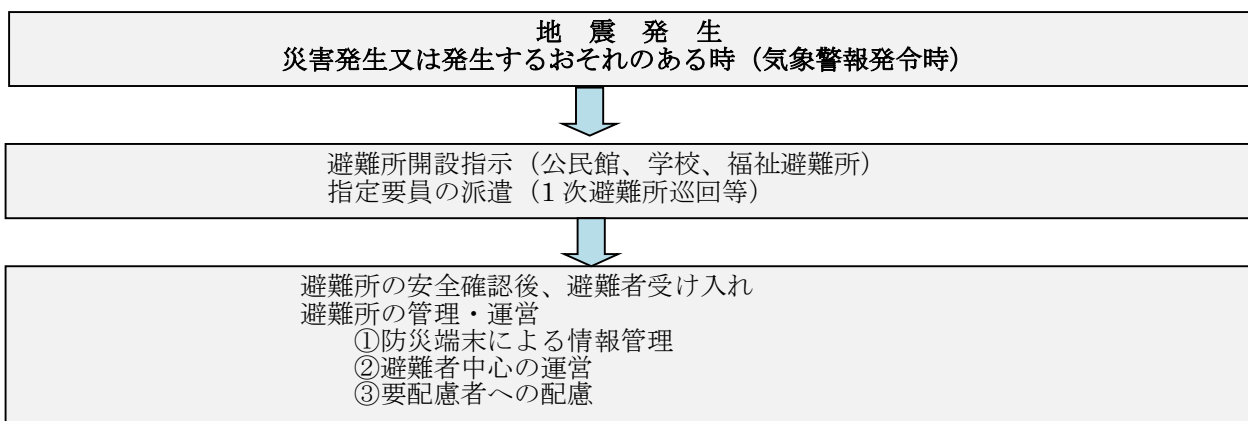 地　震　発　生
災害発生又は発生するおそれのある時（気象警報発令時）
避難所開設指示（公民館、学校、福祉避難所）
指定要員の派遣（1 次避難所巡回等）
避難所の安全確認後、避難者受け入れ
避難所の管理・運営
①防災端末による情報管理
②避難者中心の運営
③要配慮者への配慮